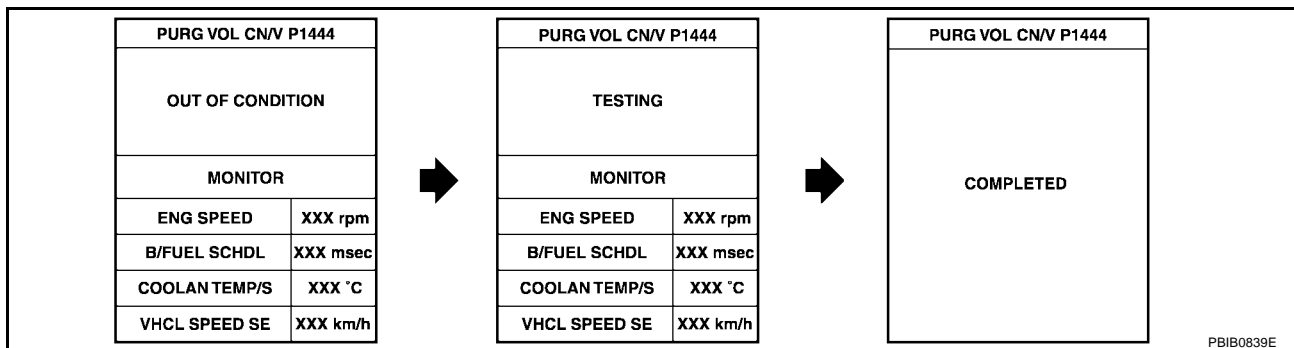 PURG VOL CN/V P1444
OUT OF CONDITION
MONITOR
ENG SPEED XXX rpm
B/FUEL SCHDL XXX msec
COOLAN TEMP/S XXX °C
VHCL SPEED SE XXX km/h
PURG VOL CN/V P1444
TESTING
MONITOR
ENG SPEED XXX rpm
B/FUEL SCHDL XXX msec
COOLAN TEMP/S XXX °C
VHCL SPEED SE XXX km/h
PURG VOL CN/V P1444
COMPLETED
PBIB0839E